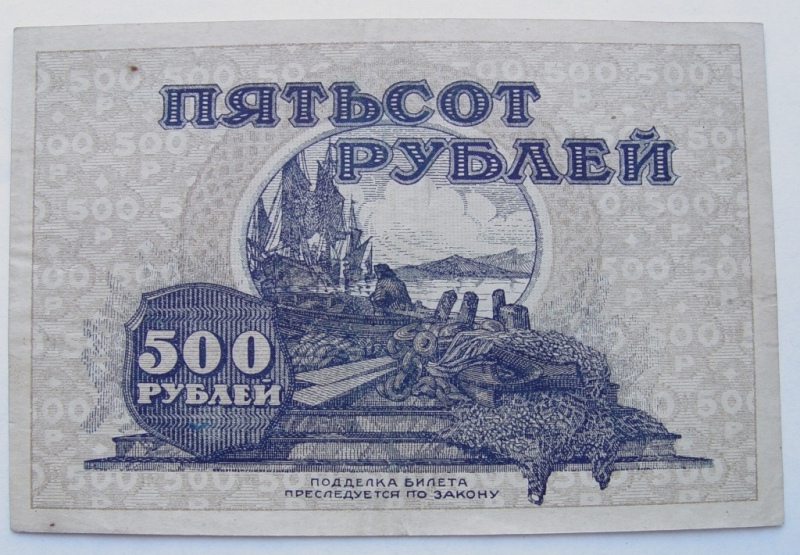 ПЯТЬСОТ
РУБЛЕЙ
500
РУБЛЕЙ
ПОДДЕЛКА БИЛЕТА
ПРЕСЛЕДУЕТСЯ ПО ЗАКОНУ